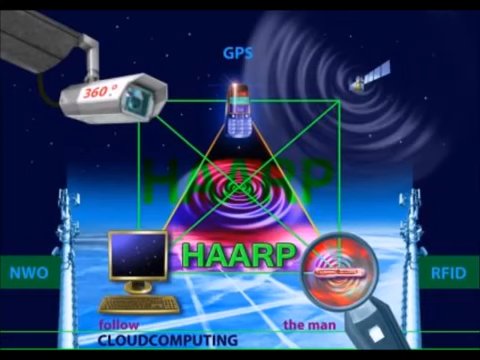 GPS
360.°
HAARP
HAARP
NWO
RFID
follow
the man
CLOUDCOMPUTING